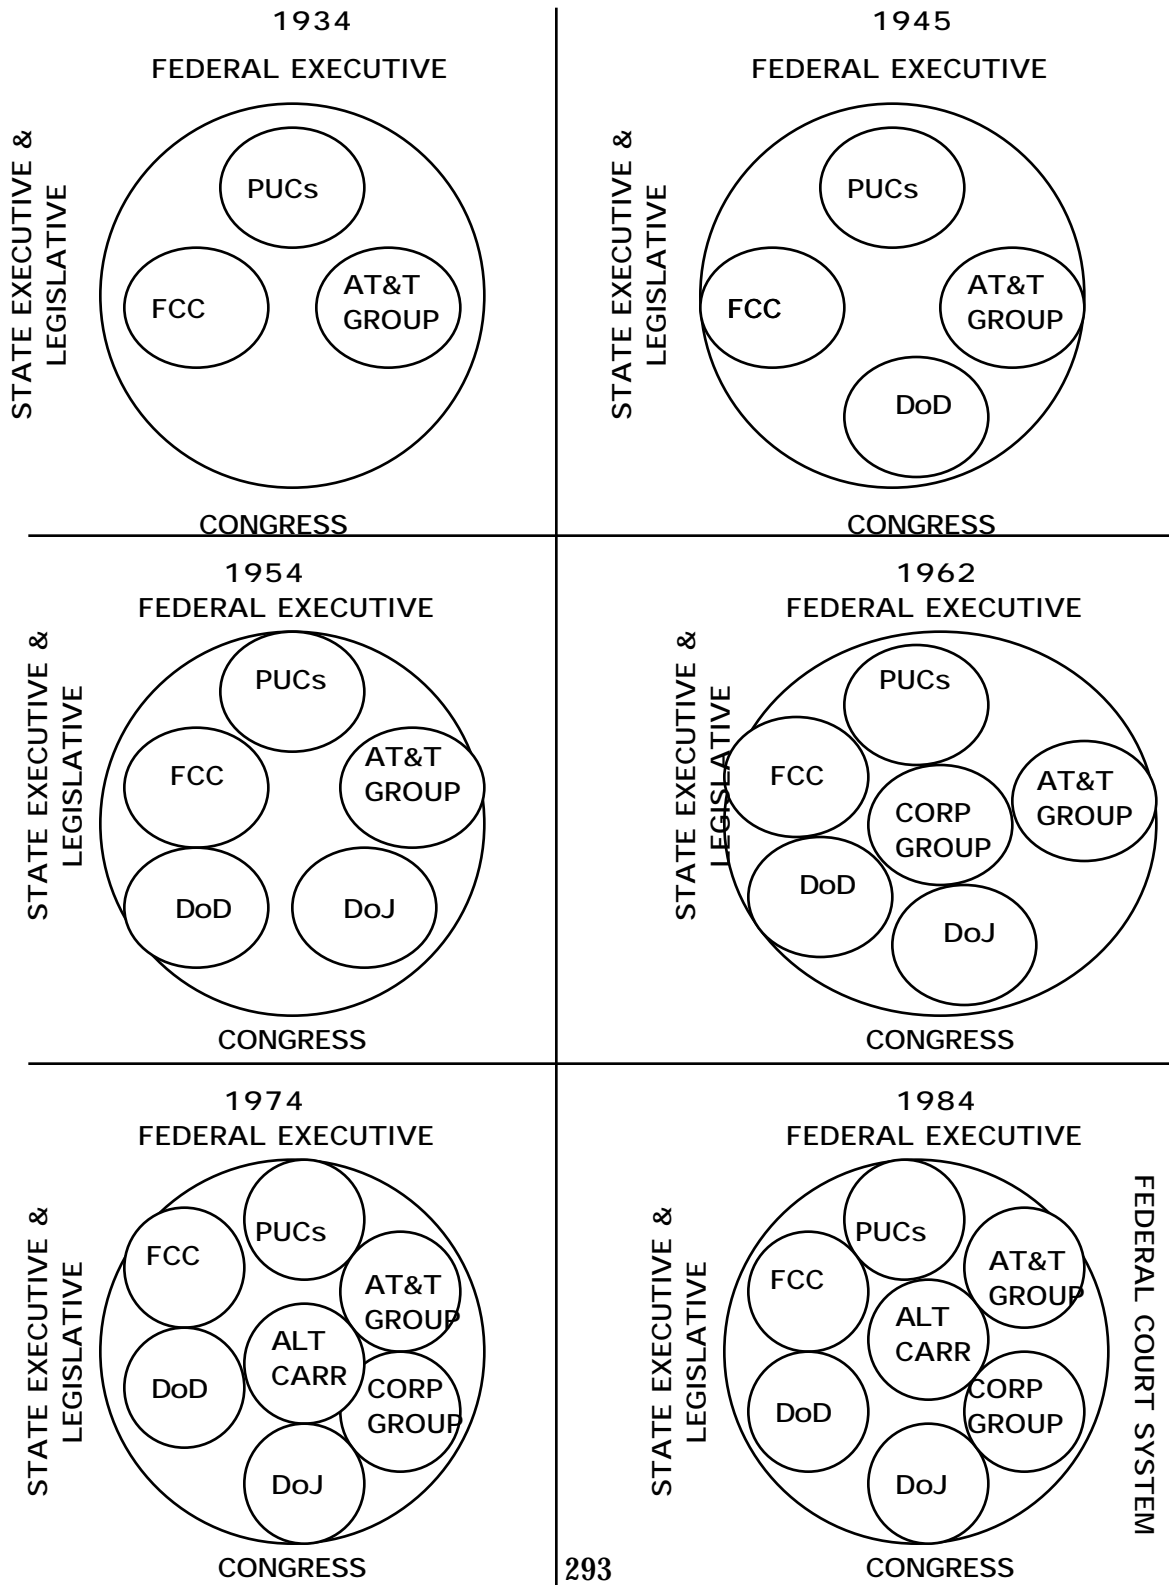 1934
FEDERAL EXECUTIVE
STATE EXECUTIVE &
LEGISLATIVE
PUCs
FCC
AT&T
GROUP
CONGRESS
1945
FEDERAL EXECUTIVE
STATE EXECUTIVE &
LEGISLATIVE
PUCs
FCC
AT&T
GROUP
DoD
CONGRESS
1954
FEDERAL EXECUTIVE
STATE EXECUTIVE &
LEGISLATIVE
PUCs
FCC
AT&T
GROUP
DoD
DoJ
CONGRESS
1962
FEDERAL EXECUTIVE
STATE EXECUTIVE &
LEGISLATIVE
PUCs
FCC
AT&T
GROUP
CORP
GROUP
DoD
DoJ
CONGRESS
1974
FEDERAL EXECUTIVE
STATE EXECUTIVE &
LEGISLATIVE
PUCs
FCC
AT&T
GROUP
ALT
CARR
DoD
CORP
GROUP
DoJ
CONGRESS
1984
FEDERAL EXECUTIVE
STATE EXECUTIVE &
LEGISLATIVE
FEDERAL COURT SYSTEM
PUCs
FCC
AT&T
GROUP
ALT
CARR
DoD
CORP
GROUP
DoJ
CONGRESS
293